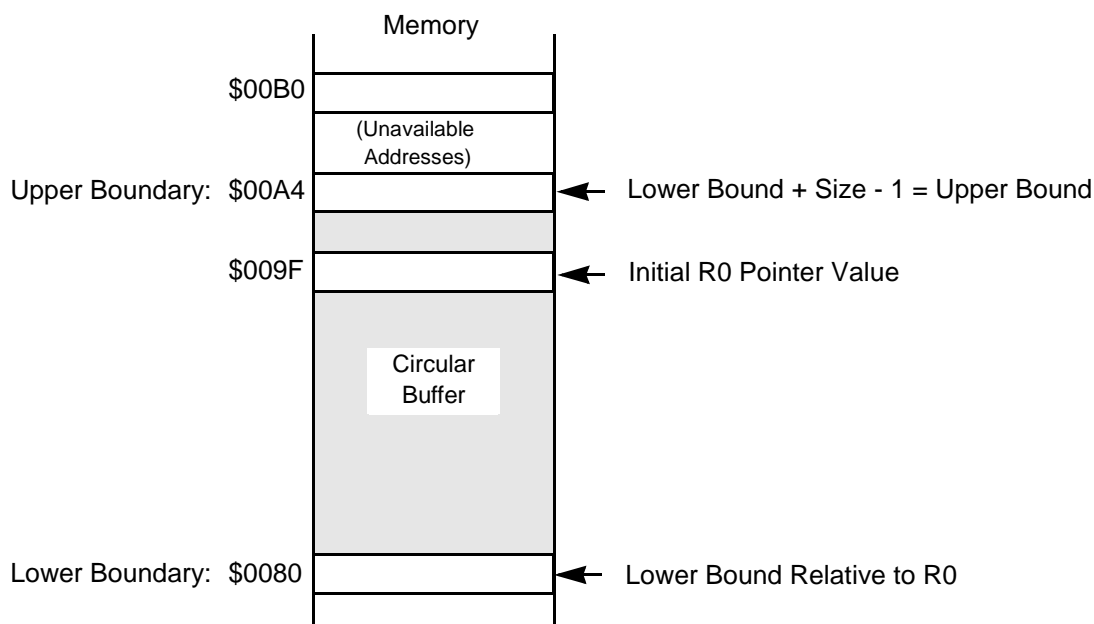 Memory
$00B0
(Unavailable
Addresses)
Upper Boundary: $00A4
Lower Bound + Size - 1 = Upper Bound
$009F
Initial R0 Pointer Value
Circular
Buffer
Lower Boundary: $0080
Lower Bound Relative to R0